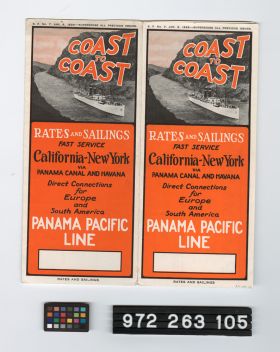 COAST
TO
COAST
RATES AND SAILINGS
FAST SERVICE
California-New York
VIA
PANAMA CANAL AND HAVANA
Direct Connections
for
Europe
and
South America
PANAMA PACIFIC
LINE
RATES AND SAILINGS
COAST
TO
COAST
RATES AND SAILINGS
FAST SERVICE
California-New York
VIA
PANAMA CANAL AND HAVANA
Direct Connections
for
Europe
and
South America
PANAMA PACIFIC
LINE
RATES AND SAILINGS
972 263 105